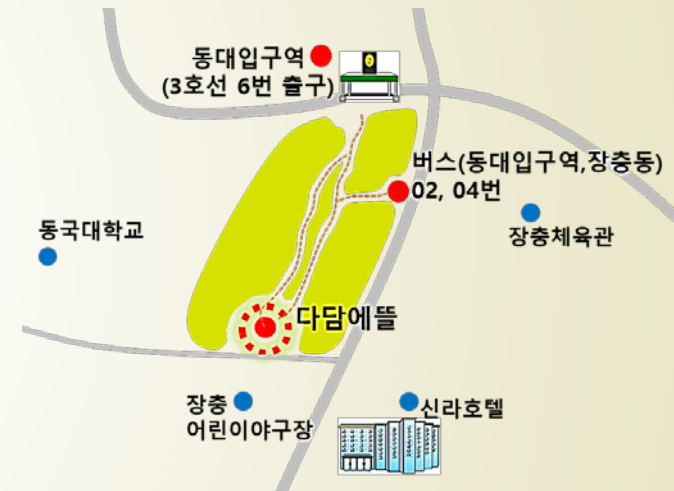 동대입구역
(3호선 6번 출구)
버스(동대입구역,장충동)
02, 04번
장충체육관
동국대학교
다담에뜰
장충
어린이야구장
신라호텔